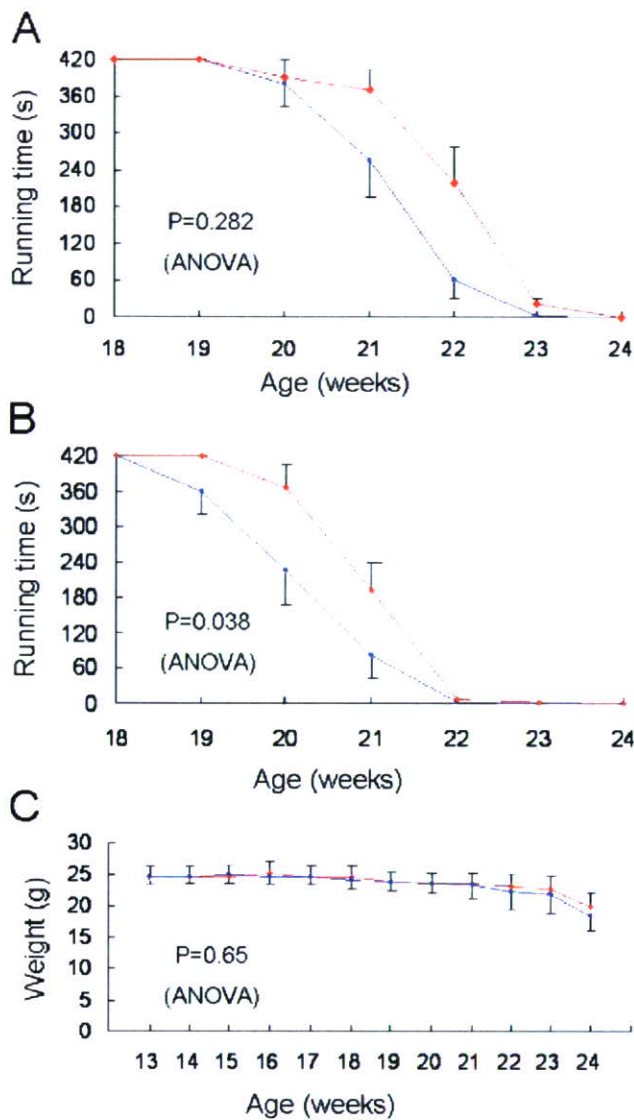 A
420
360
300
240
180
120
60
0
Running time (s)
P=0.282
(ANOVA)
18 19 20 21 22 23 24
Age (weeks)
B
420
360
300
240
180
120
60
0
Running time (s)
P=0.038
(ANOVA)
18 19 20 21 22 23 24
Age (weeks)
C
30
25
20
15
10
5
0
Weight (g)
P=0.65
(ANOVA)
13 14 15 16 17 18 19 20 21 22 23 24
Age (weeks)